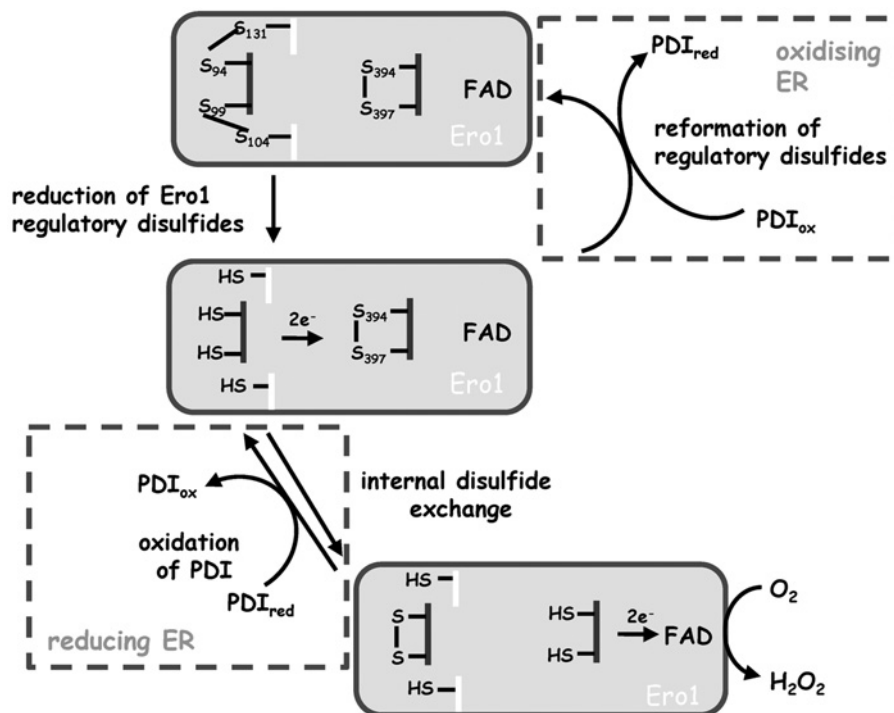 S131
S94
S99
S104
S394
S397
FAD
Ero1
PDIred
oxidising
ER
reformation of
regulatory disulfides
PDIox
reduction of Ero1
regulatory disulfides
HS
HS
HS
HS
2e-
S394
S397
FAD
Ero1
PDIox
oxidation
of PDI
PDIred
reducing ER
internal disulfide
exchange
HS
S
S
HS
HS
HS
2e-
FAD
Ero1
O2
H2O2